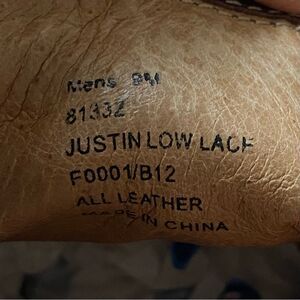 Mens 9M
81332
JUSTIN LOW LACE
F0001/B12
ALL LEATHER
MADE IN CHINA